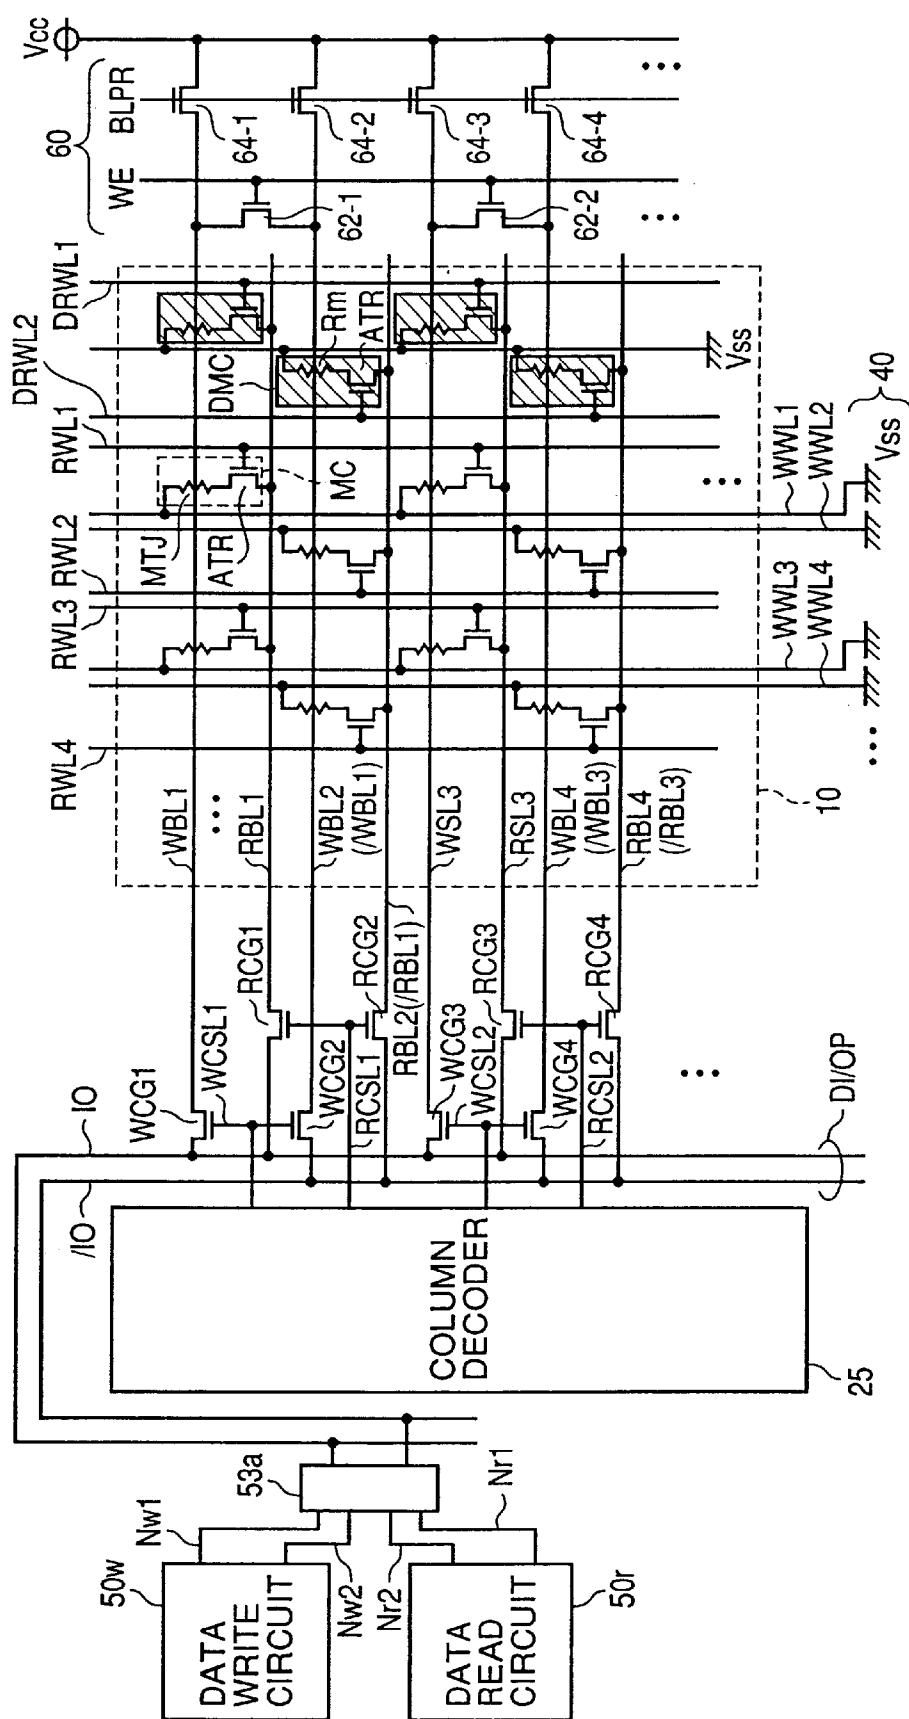 Vcc
60
BLPR
WE
64-1
64-2
64-3
64-4
62-1
62-2
DRWL1
DRWL2
RWL1
RWL2
RWL3
RWL4
DMC
Rm
ATR
Vss
MTJ
ATR
MC
40
Vss
WWL1
WWL2
WWL3
WWL4
10
WBL1
RBL1
WBL2
(/WBL1)
WSL3
RSL3
WBL4
(/WBL3)
RBL4
(/RBL3)
RCG1
RCG2
RBL2(/RBL1)
RCG3
RCG4
WCG1
WCSL1
WCG2
RCSL1
WCG3
WCSL2
WCG4
RCSL2
IO
/IO
DI/OP
COLUMN
DECODER
25
53a
Nw1
Nw2
Nr2
Nr1
50w
DATA
WRITE
CIRCUIT
DATA
READ
CIRCUIT
50r